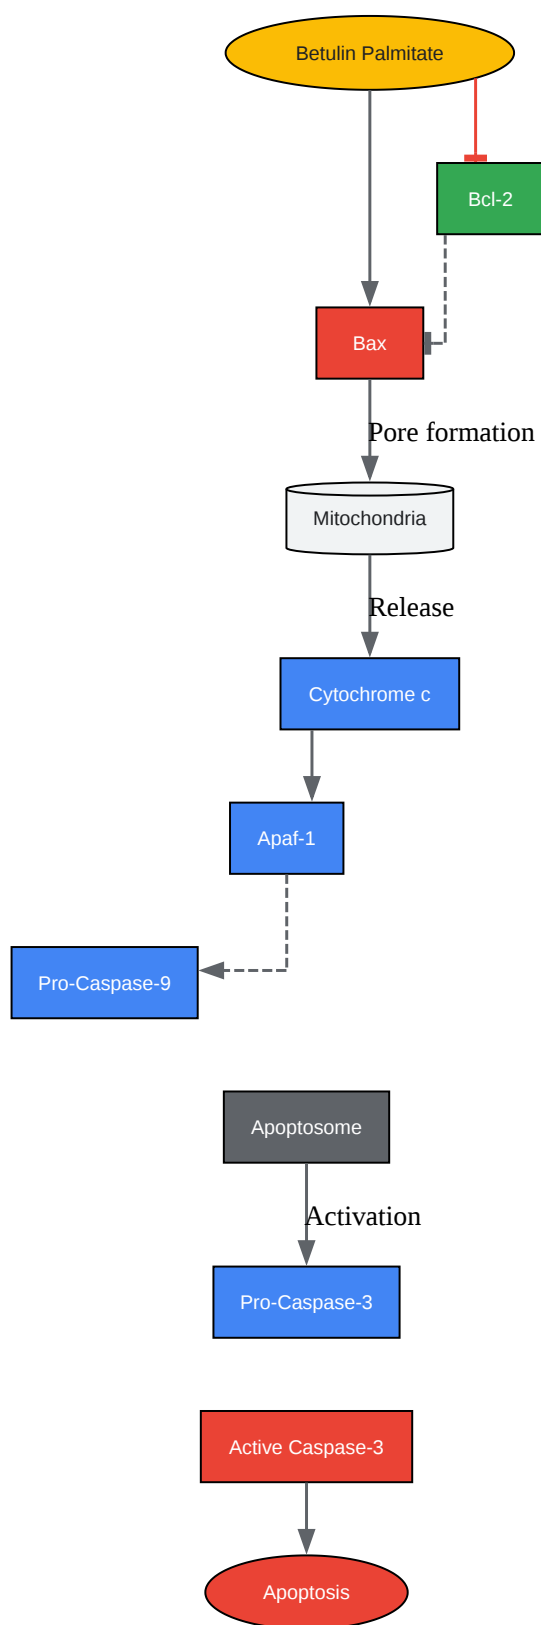 Betulin Palmitate
Bcl-2
Bax
Pore formation
Mitochondria
Release
Cytochrome c
Apaf-1
Pro-Caspase-9
Apoptosome
Activation
Pro-Caspase-3
Active Caspase-3
Apoptosis